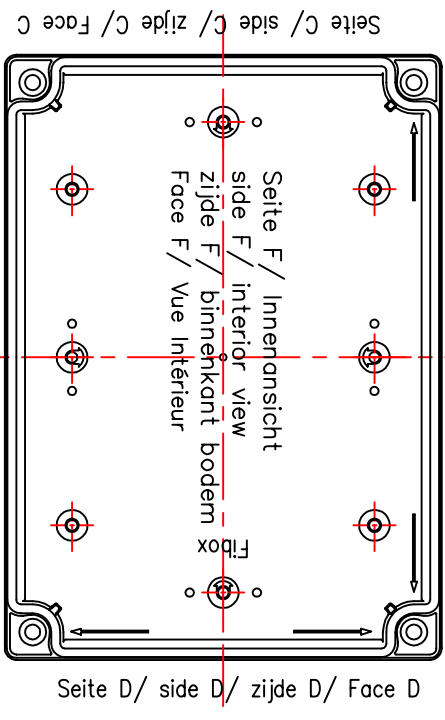 Seite C/ side C/ zijde C/ Face C
Seite F/ Innenansicht
side F/ interior view
zijde F/ binnenkant bodem
Face F/ Vue Intérieur
Fibox
Seite D/ side D/ zijde D/ Face D